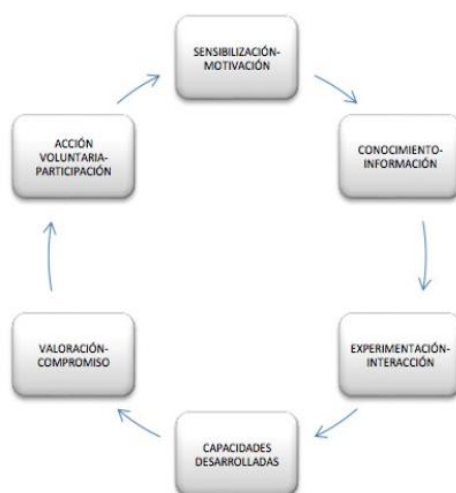 SENSIBILIZACIÓN-
MOTIVACIÓN
CONOCIMIENTO-
INFORMACIÓN
EXPERIMENTACIÓN-
INTERACCIÓN
CAPACIDADES
DESARROLLADAS
VALORACIÓN-
COMPROMISO
ACCIÓN
VOLUNTARIA-
PARTICIPACIÓN